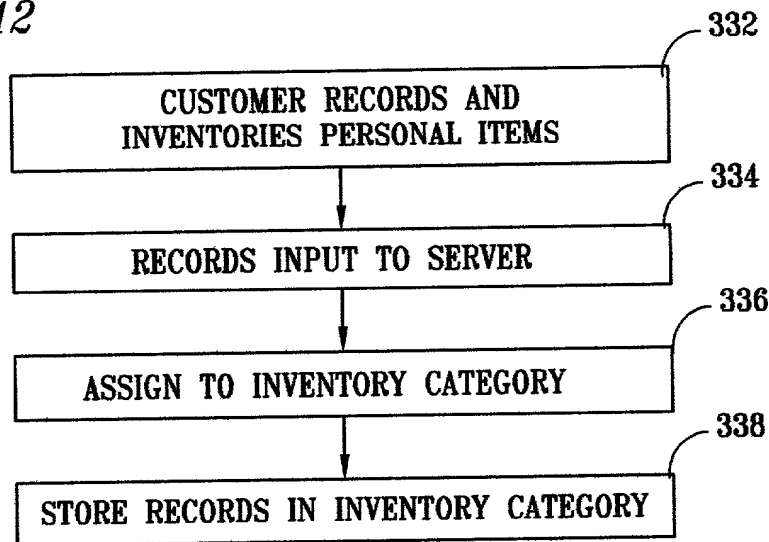 12
332
CUSTOMER RECORDS AND
INVENTORIES PERSONAL ITEMS
334
RECORDS INPUT TO SERVER
336
ASSIGN TO INVENTORY CATEGORY
338
STORE RECORDS IN INVENTORY CATEGORY